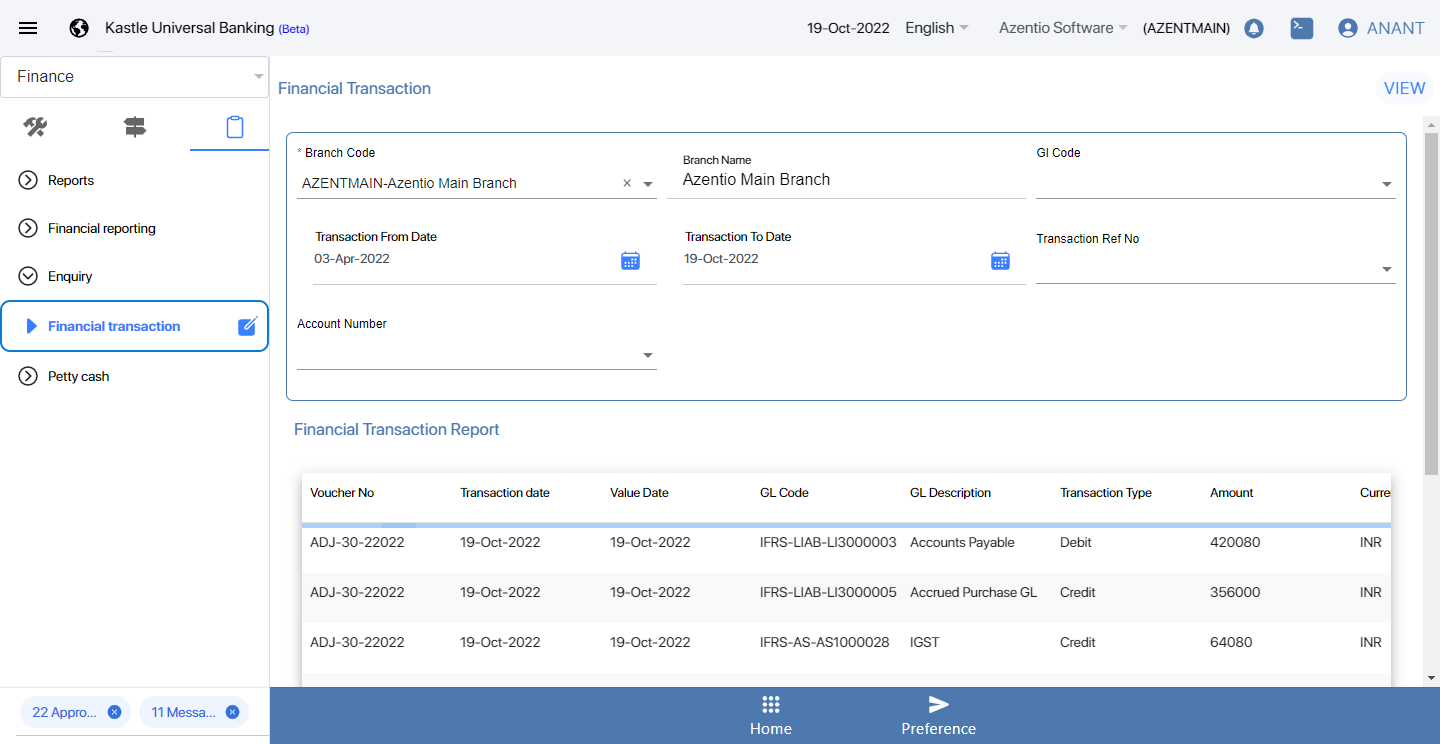 Kastle Universal Banking (Beta)
19-Oct-2022 English Azentio Software (AZENTMAIN) ANANT
Finance
Reports
Financial reporting
Enquiry
Financial transaction
Petty cash
22 Appro...
11 Messa...
Financial Transaction
VIEW
* Branch Code
AZENTMAIN-Azentio Main Branch
Branch Name
Azentio Main Branch
Gl Code
Transaction From Date
03-Apr-2022
Transaction To Date
19-Oct-2022
Transaction Ref No
Account Number
Financial Transaction Report
Voucher No Transaction date Value Date GL Code GL Description Transaction Type Amount Curre
ADJ-30-22022 19-Oct-2022 19-Oct-2022 IFRS-LIAB-LI3000003 Accounts Payable Debit 420080 INR
ADJ-30-22022 19-Oct-2022 19-Oct-2022 IFRS-LIAB-LI3000005 Accrued Purchase GL Credit 356000 INR
ADJ-30-22022 19-Oct-2022 19-Oct-2022 IFRS-AS-AS1000028 IGST Credit 64080 INR
Home
Preference